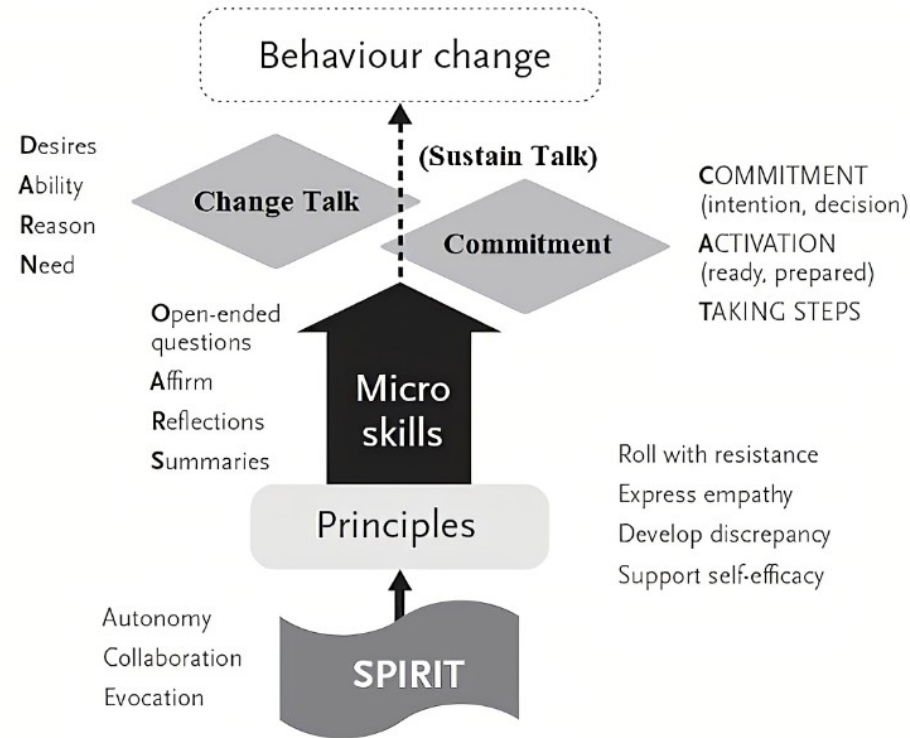 Behaviour change
Desires
Ability
Reason
Need
Change Talk
(Sustain Talk)
Commitment
COMMITMENT
(intention, decision)
ACTIVATION
(ready, prepared)
TAKING STEPS
Open-ended
questions
Affirm
Reflections
Summaries
Micro
skills
Principles
Roll with resistance
Express empathy
Develop discrepancy
Support self-efficacy
Autonomy
Collaboration
Evocation
SPIRIT